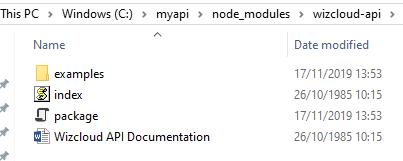 This PC > Windows (C:) > myapi > node_modules > wizcloud-api >
Name Date modified
examples 17/11/2019 13:53
index 26/10/1985 10:15
package 17/11/2019 13:53
Wizcloud API Documentation 26/10/1985 10:15